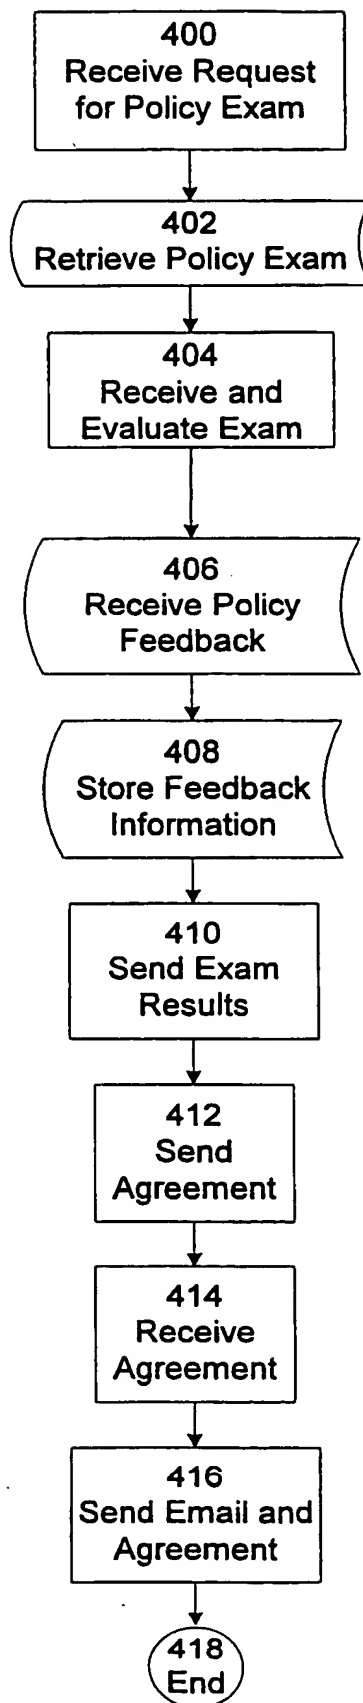 400
Receive Request
for Policy Exam
402
Retrieve Policy Exam
404
Receive and
Evaluate Exam
406
Receive Policy
Feedback
408
Store Feedback
Information
410
Send Exam
Results
412
Send
Agreement
414
Receive
Agreement
416
Send Email and
Agreement
418
End